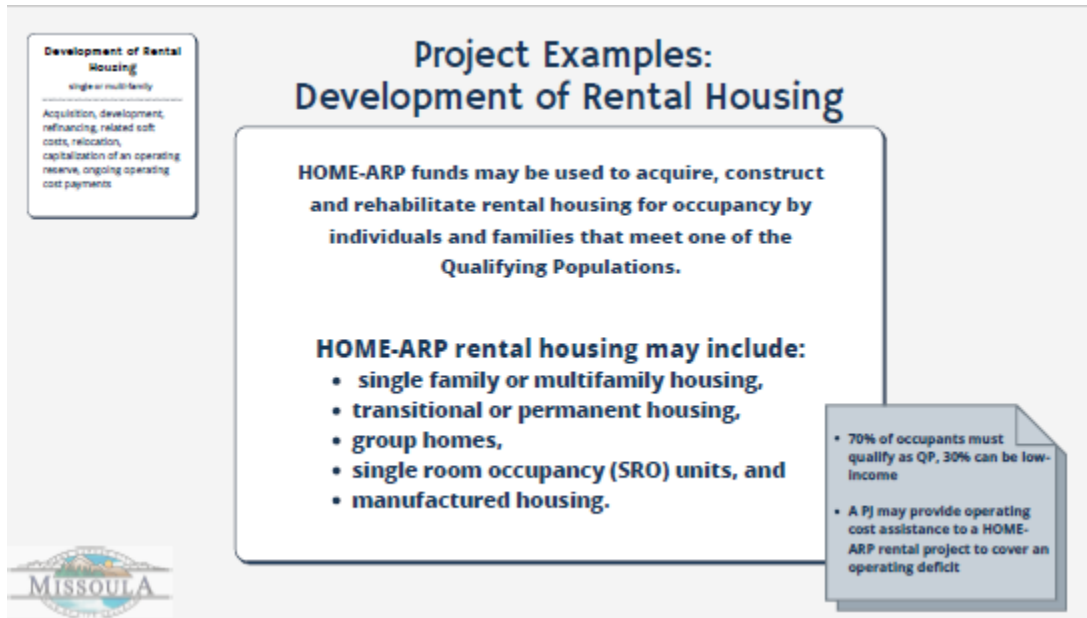 Development of Rental
Housing
single or multi-family
Acquisition, development,
refinancing, related soft
costs, relocation,
capitalization of an operating
reserve, ongoing operating
cost payments
Project Examples:
Development of Rental Housing
HOME-ARP funds may be used to acquire, construct
and rehabilitate rental housing for occupancy by
individuals and families that meet one of the
Qualifying Populations.
HOME-ARP rental housing may include:
• single family or multifamily housing,
• transitional or permanent housing,
• group homes,
• single room occupancy (SRO) units, and
• manufactured housing.
• 70% of occupants must
qualify as QP, 30% can be low-
income
• A PJ may provide operating
cost assistance to a HOME-
ARP rental project to cover an
operating deficit
MISSOULA